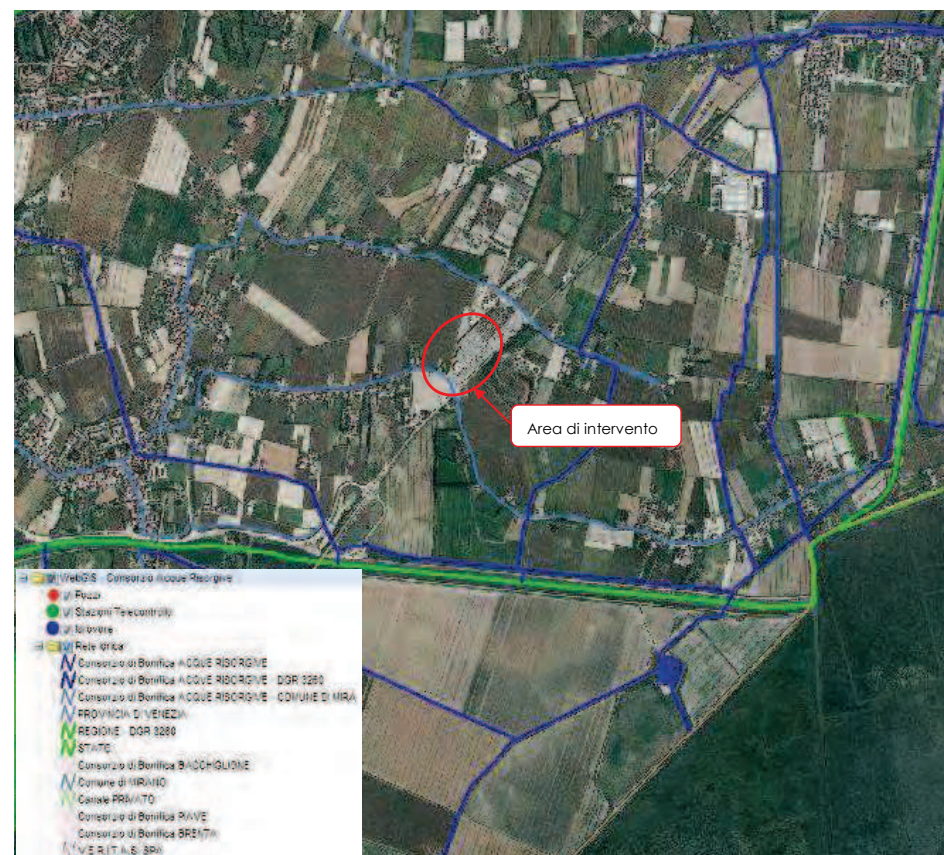 Area di intervento
WebGIS - Consorzio Acque Risorgive
Pozzi
Stazioni Telecontrollo
Idrovore
Rete Idrica
Consorzio di Bonifica ACQUE RISORGIVE
Consorzio di Bonifica ACQUE RISORGIVE - DGR 3260
Consorzio di Bonifica ACQUE RISORGIVE - COMUNE DI MIRA
PROVINCIA DI VENEZIA
REGIONE - DGR 3260
STATO
Consorzio di Bonifica BACCHIGLIONE
Comune di MIRANO
Canale PRIVATO
Consorzio di Bonifica PIAVE
Consorzio di Bonifica BRENTA
V.E.R.I.T.A.S. SPA